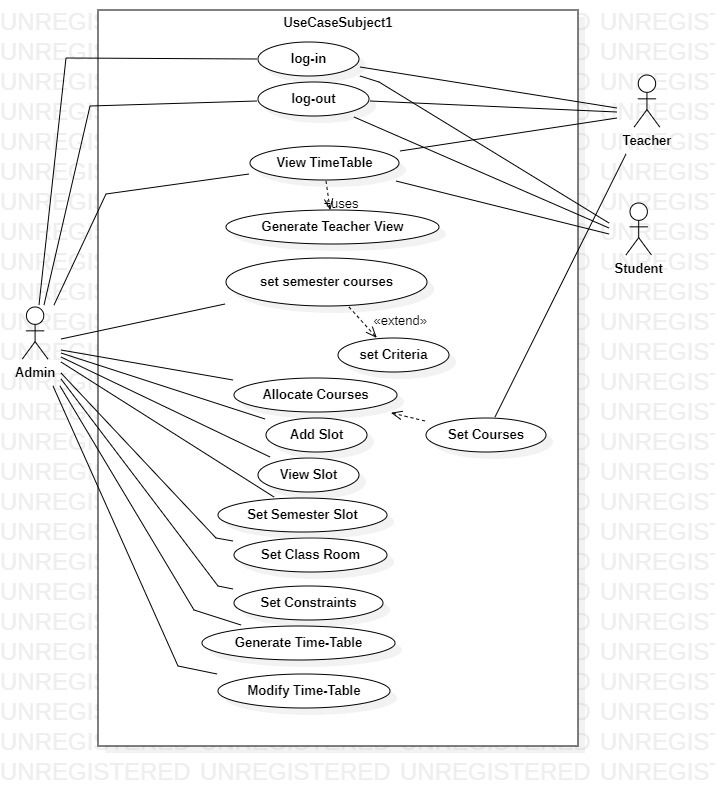 UseCaseSubject1
log-in
log-out
Teacher
View TimeTable
«uses
Generate Teacher View
Student
set semester courses
«extend»
set Criteria
Admin
Allocate Courses
Add Slot
Set Courses
View Slot
Set Semester Slot
Set Class Room
Set Constraints
Generate Time-Table
Modify Time-Table
UNREGISTERED UNREGISTERED UNREGISTERED UNREGIST